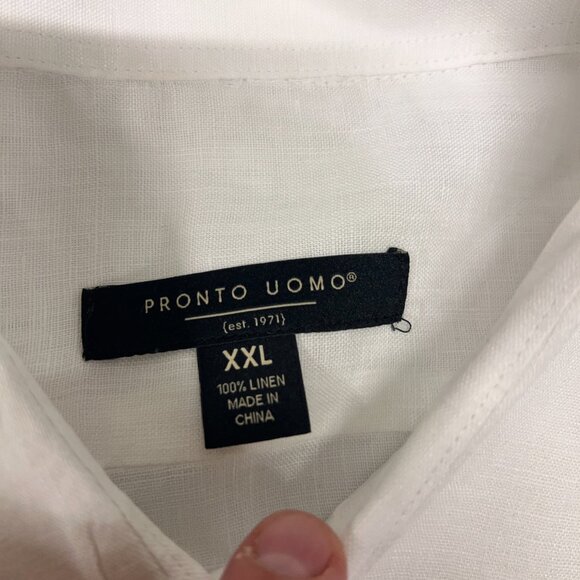 PRONTO UOMO®
{est. 1971}
XXL
100% LINEN
MADE IN
CHINA